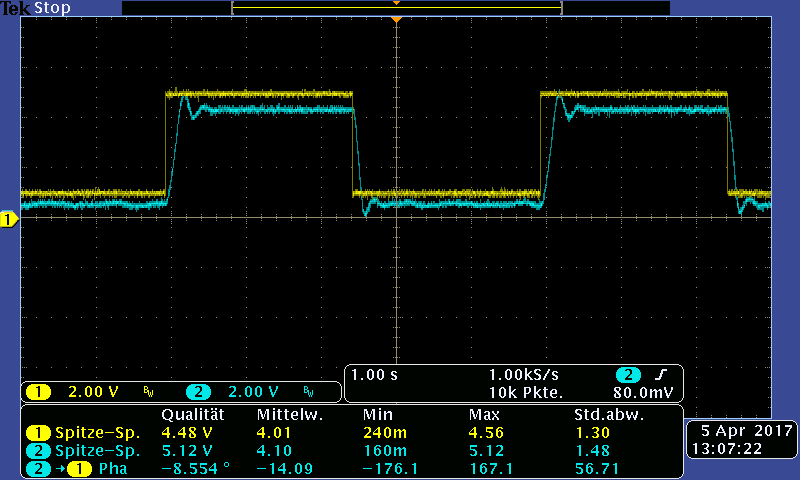 Tek Stop
1
1 2.00 V BW 2 2.00 V BW
1.00 s 1.00kS/s 2
10k Pkte. 80.0mV
Qualität Mittelw. Min Max Std.abw.
1 Spitze-Sp. 4.48 V 4.01 240m 4.56 1.30
2 Spitze-Sp. 5.12 V 4.10 160m 5.12 1.48
2 →1 Pha -8.554 ° -14.09 -176.1 167.1 56.71
5 Apr 2017
13:07:22